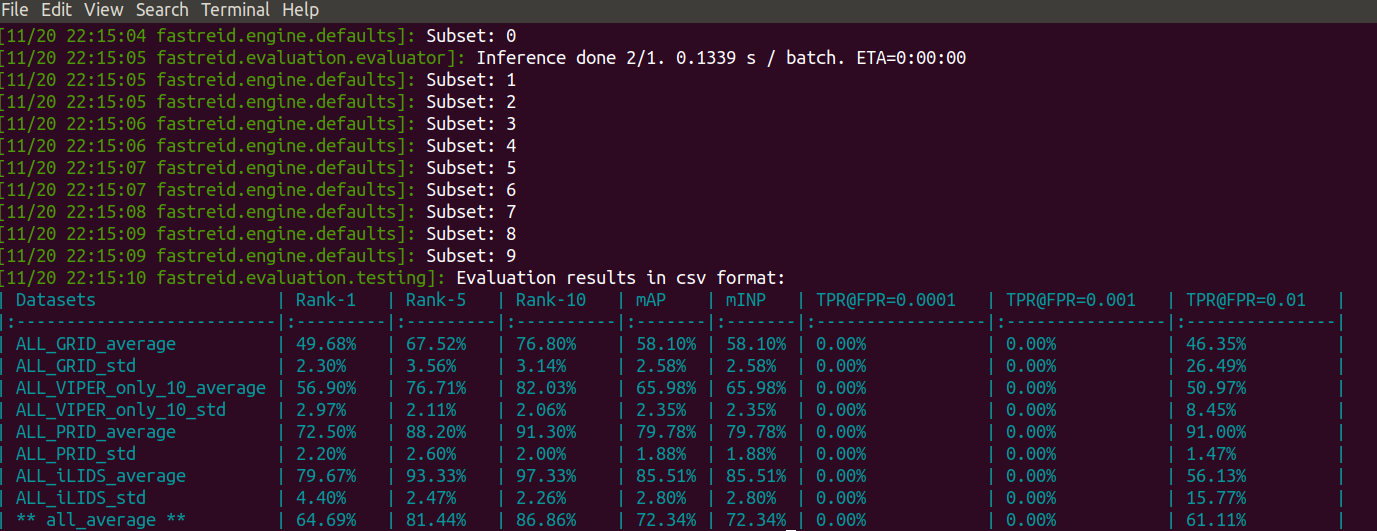 File Edit View Search Terminal Help
[11/20 22:15:04 fastreid.engine.defaults]: Subset: 0
[11/20 22:15:05 fastreid.evaluation.evaluator]: Inference done 2/1. 0.1339 s / batch. ETA=0:00:00
[11/20 22:15:05 fastreid.engine.defaults]: Subset: 1
[11/20 22:15:05 fastreid.engine.defaults]: Subset: 2
[11/20 22:15:06 fastreid.engine.defaults]: Subset: 3
[11/20 22:15:06 fastreid.engine.defaults]: Subset: 4
[11/20 22:15:07 fastreid.engine.defaults]: Subset: 5
[11/20 22:15:07 fastreid.engine.defaults]: Subset: 6
[11/20 22:15:08 fastreid.engine.defaults]: Subset: 7
[11/20 22:15:09 fastreid.engine.defaults]: Subset: 8
[11/20 22:15:09 fastreid.engine.defaults]: Subset: 9
[11/20 22:15:10 fastreid.evaluation.testing]: Evaluation results in csv format:
| Datasets | Rank-1 | Rank-5 | Rank-10 | mAP | mINP | TPR@FPR=0.0001 | TPR@FPR=0.001 | TPR@FPR=0.01 |
|:--------------------------|:---------|:---------|:----------|:-------|:-------|:-----------------|:----------------|:---------------|
| ALL_GRID_average | 49.68% | 67.52% | 76.80% | 58.10% | 58.10% | 0.00% | 0.00% | 46.35% |
| ALL_GRID_std | 2.30% | 3.56% | 3.14% | 2.58% | 2.58% | 0.00% | 0.00% | 26.49% |
| ALL_VIPER_only_10_average | 56.90% | 76.71% | 82.03% | 65.98% | 65.98% | 0.00% | 0.00% | 50.97% |
| ALL_VIPER_only_10_std | 2.97% | 2.11% | 2.06% | 2.35% | 2.35% | 0.00% | 0.00% | 8.45% |
| ALL_PRID_average | 72.50% | 88.20% | 91.30% | 79.78% | 79.78% | 0.00% | 0.00% | 91.00% |
| ALL_PRID_std | 2.20% | 2.60% | 2.00% | 1.88% | 1.88% | 0.00% | 0.00% | 1.47% |
| ALL_iLIDS_average | 79.67% | 93.33% | 97.33% | 85.51% | 85.51% | 0.00% | 0.00% | 56.13% |
| ALL_iLIDS_std | 4.40% | 2.47% | 2.26% | 2.80% | 2.80% | 0.00% | 0.00% | 15.77% |
| ** all_average ** | 64.69% | 81.44% | 86.86% | 72.34% | 72.34% | 0.00% | 0.00% | 61.11% |